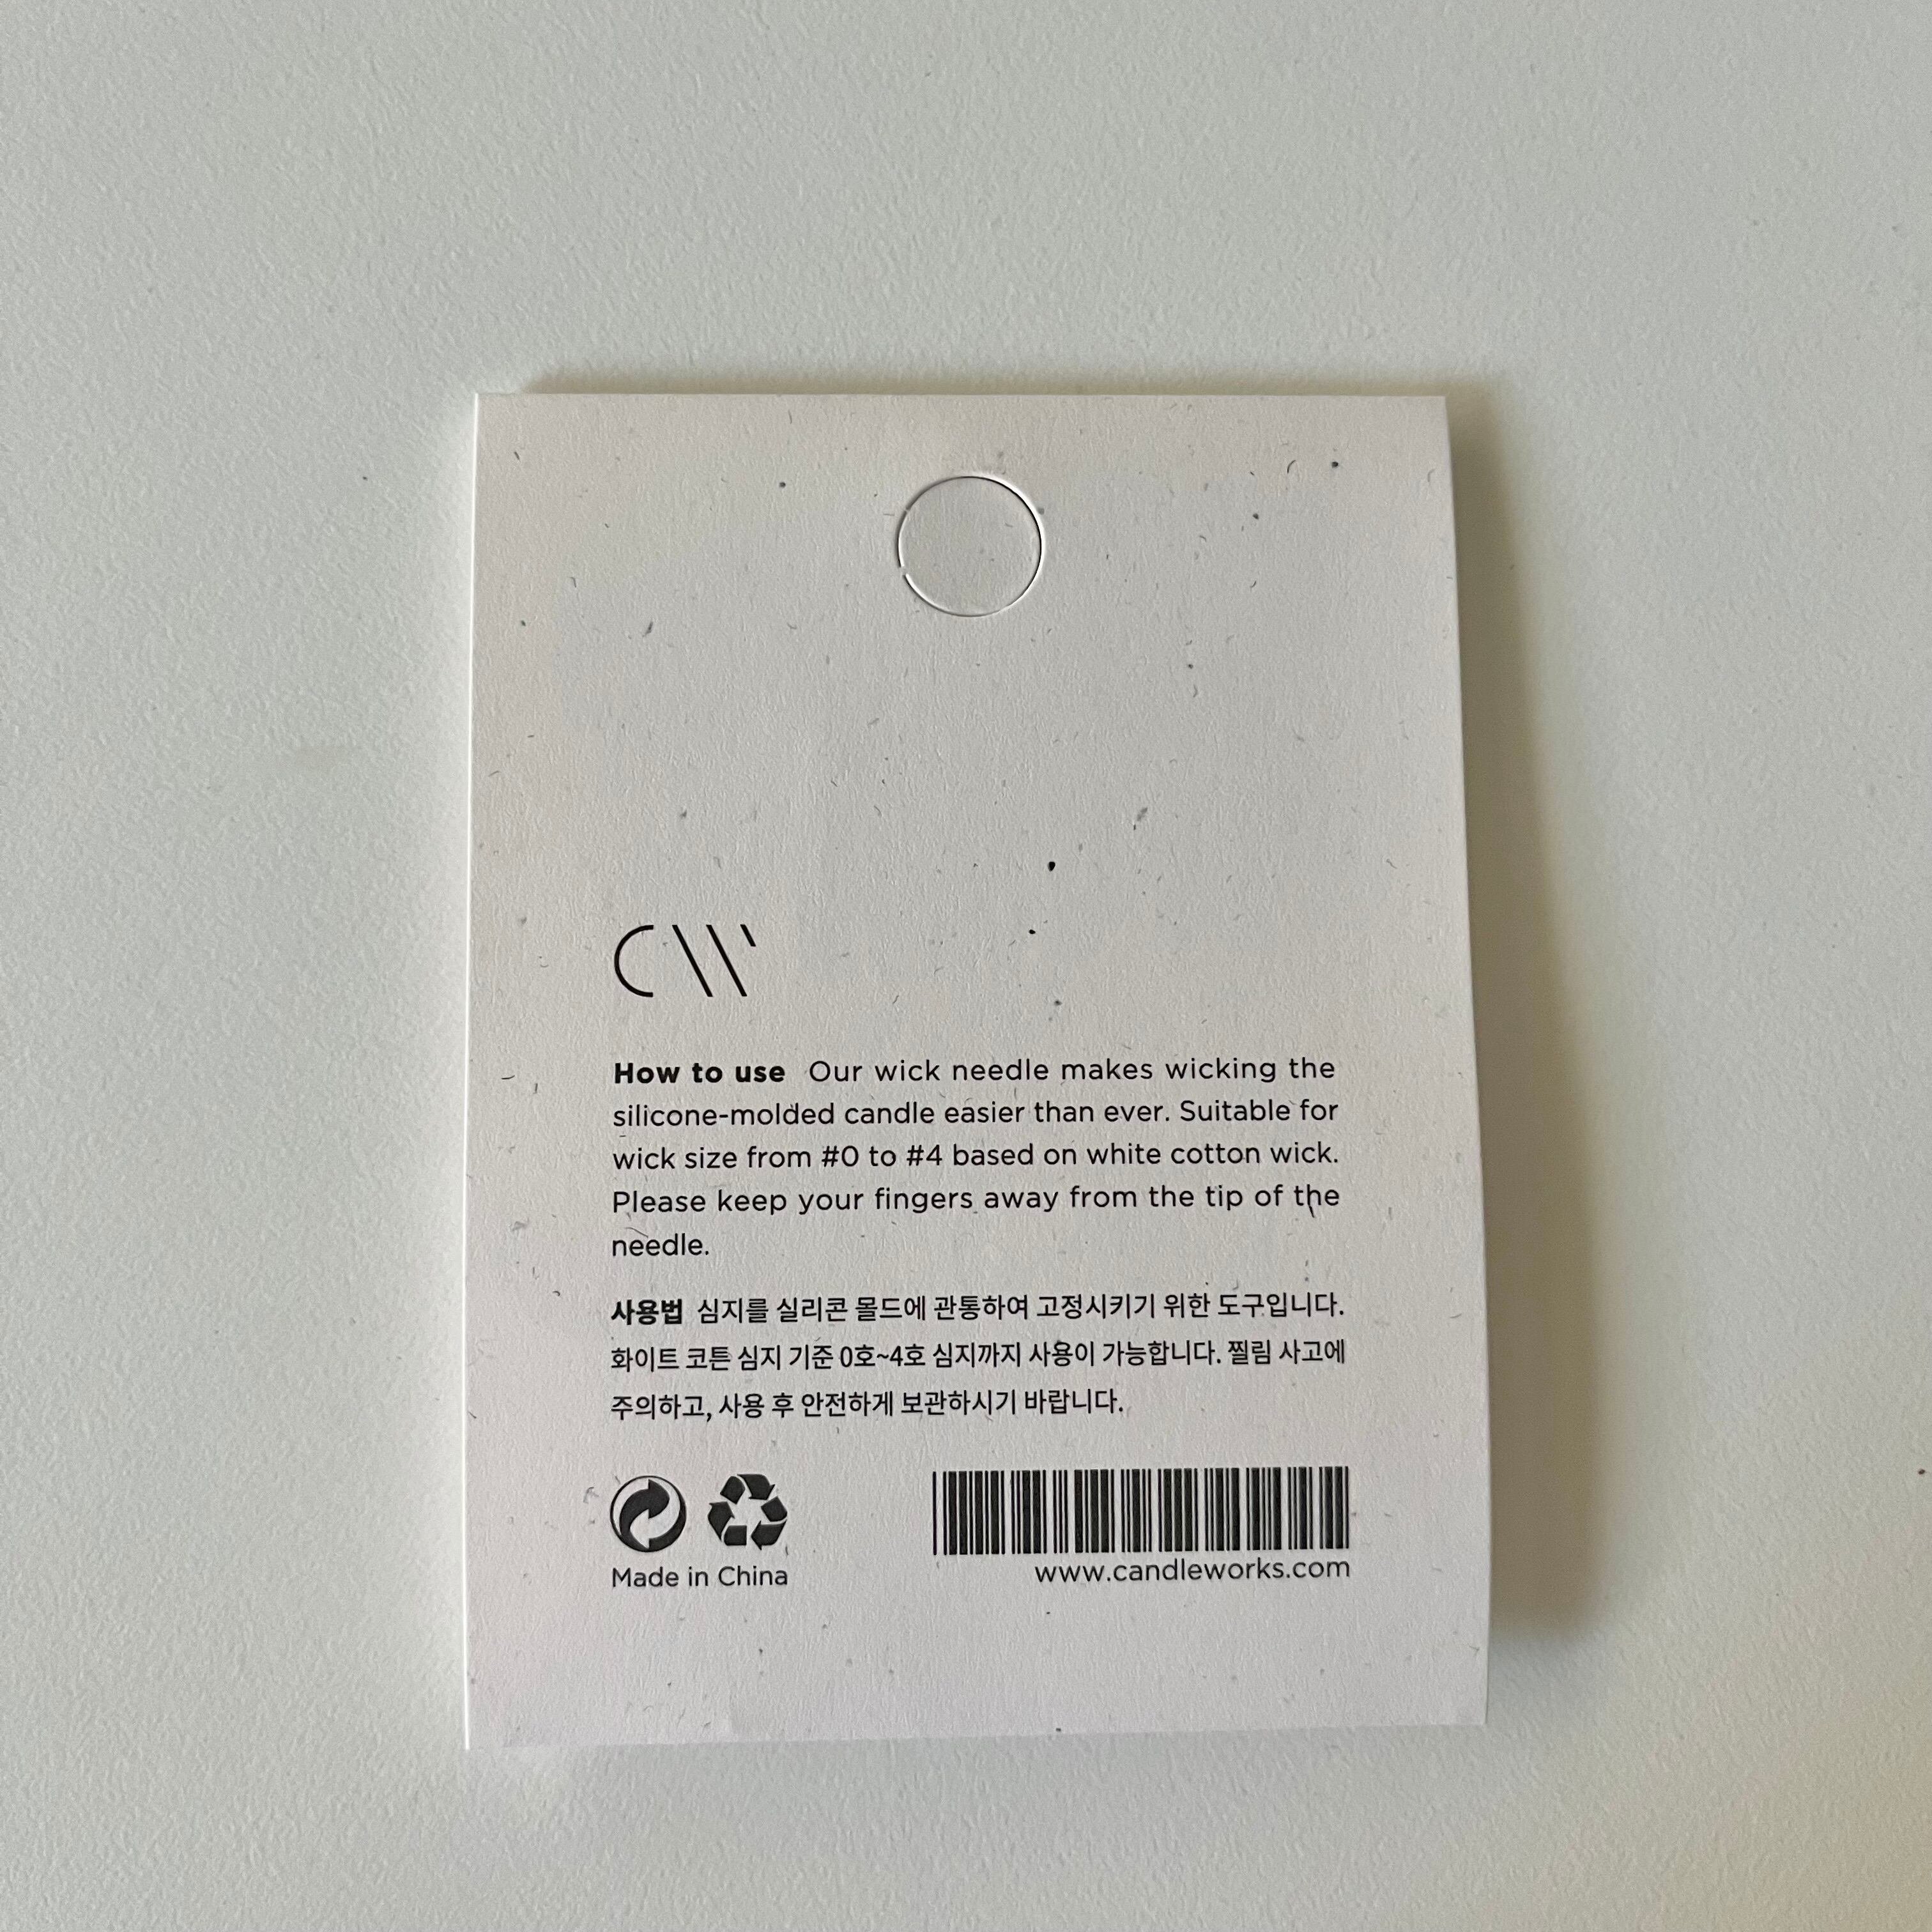 CW
How to use Our wick needle makes wicking the
silicone-molded candle easier than ever. Suitable for
wick size from #0 to #4 based on white cotton wick.
Please keep your fingers away from the tip of the
needle.
사용법 심지를 실리콘 몰드에 관통하여 고정시키기 위한 도구입니다.
화이트 코튼 심지 기준 0호~4호 심지까지 사용이 가능합니다. 찔림 사고에
주의하고, 사용 후 안전하게 보관하시기 바랍니다.
Made in China
www.candleworks.com